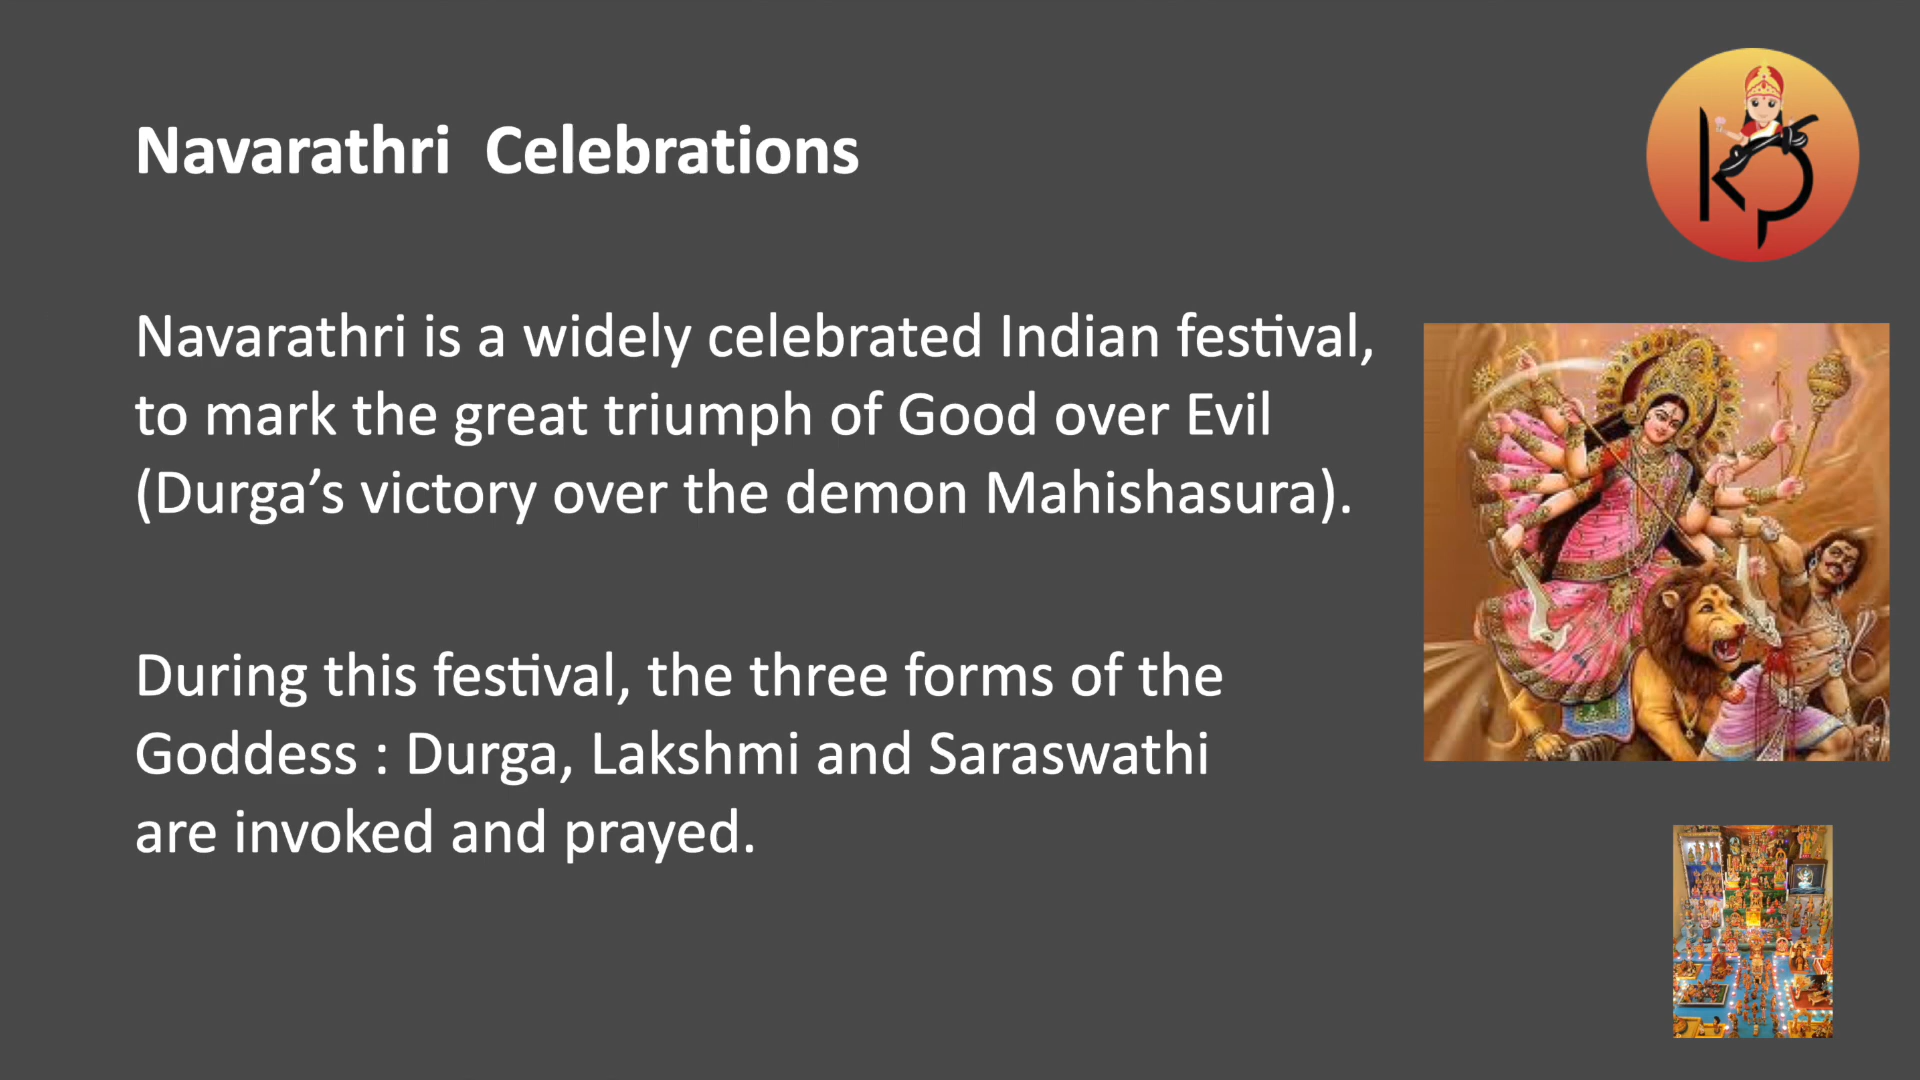 Navarathri  Celebrations
kp
Navarathri is a widely celebrated Indian festival,
to mark the great triumph of Good over Evil
(Durga’s victory over the demon Mahishasura).
During this festival, the three forms of the
Goddess : Durga, Lakshmi and Saraswathi
are invoked and prayed.